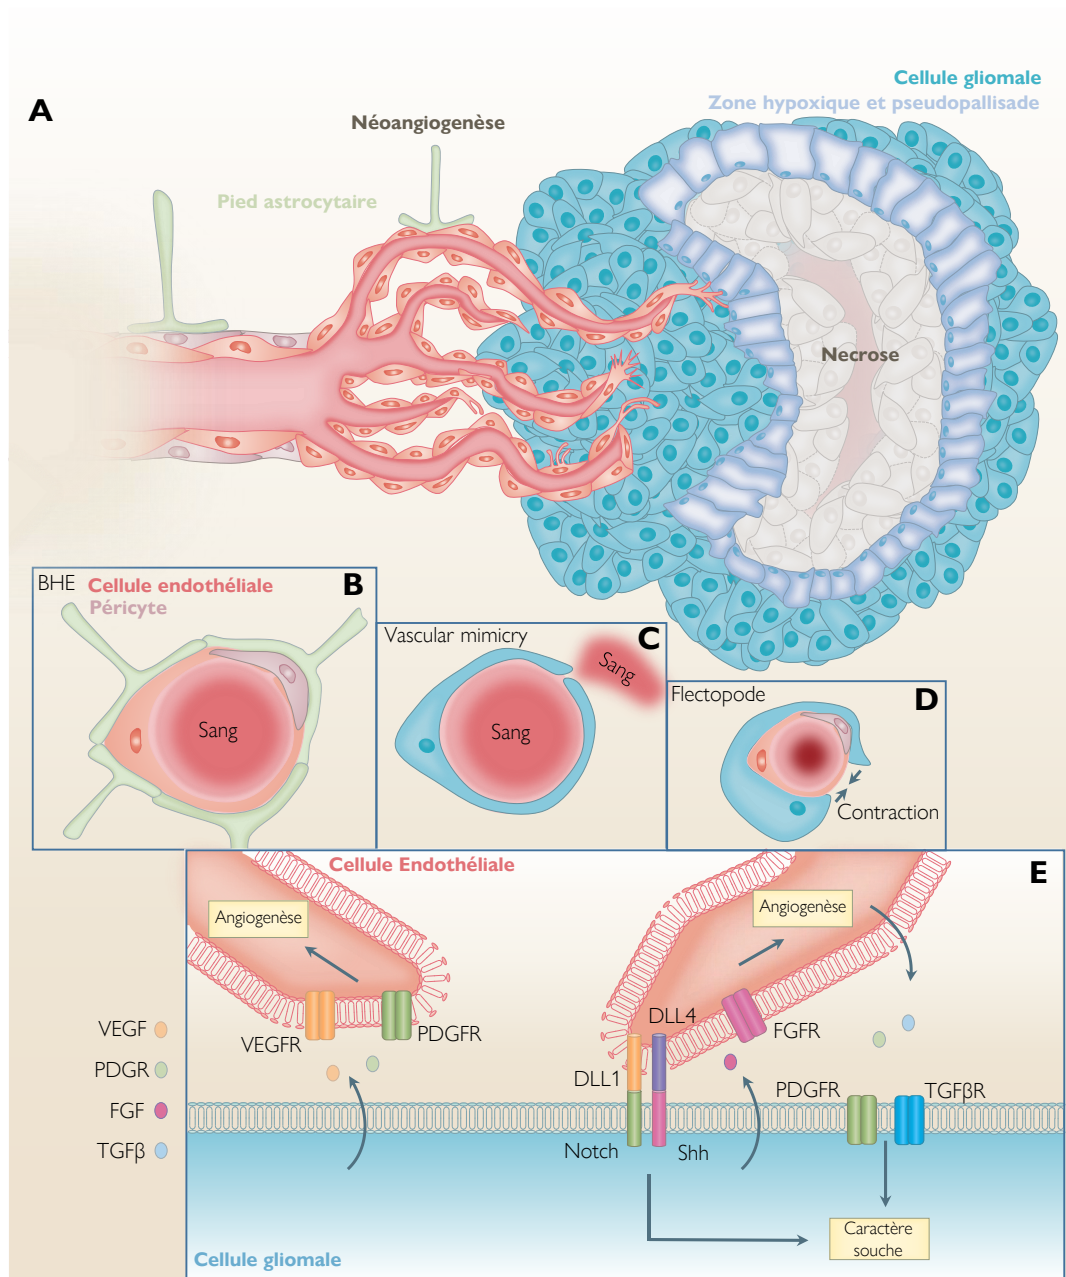 A
Cellule gliomale
Zone hypoxique et pseudopallisade
Néoangiogenèse
Pied astrocytaire
Necrose
B
BHE
Cellule endothéliale
Péricyte
Sang
C
Vascular mimicry
Sang
Sang
D
Flectopode
Contraction
E
Cellule Endothéliale
Angiogenèse
Angiogenèse
VEGFR
PDGFR
DLL4
FGFR
DLL1
PDGFR
TGFβR
Notch
Shh
VEGF
PDGR
FGF
TGFβ
Caractère
souche
Cellule gliomale